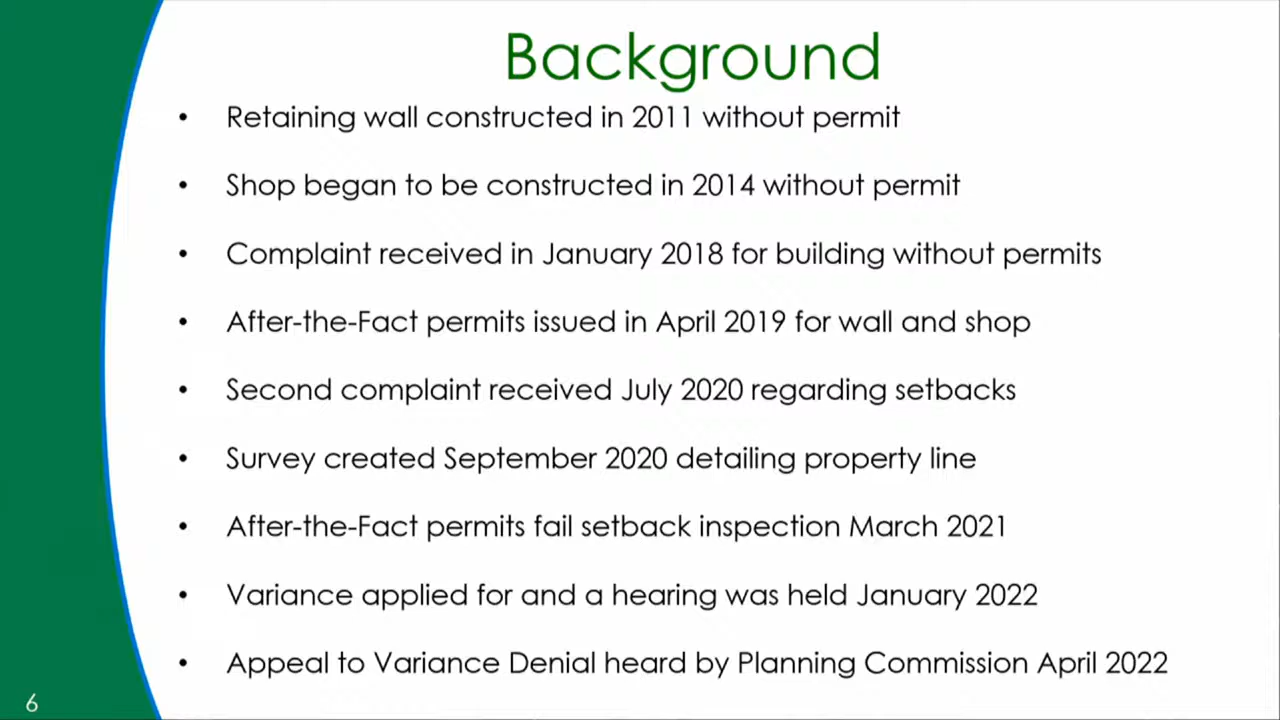 Background
• Retaining wall constructed in 2011 without permit
• Shop began to be constructed in 2014 without permit
• Complaint received in January 2018 for building without permits
• After-the-Fact permits issued in April 2019 for wall and shop
• Second complaint received July 2020 regarding setbacks
• Survey created September 2020 detailing property line
• After-the-Fact permits fail setback inspection March 2021
• Variance applied for and a hearing was held January 2022
• Appeal to Variance Denial heard by Planning Commission April 2022
6